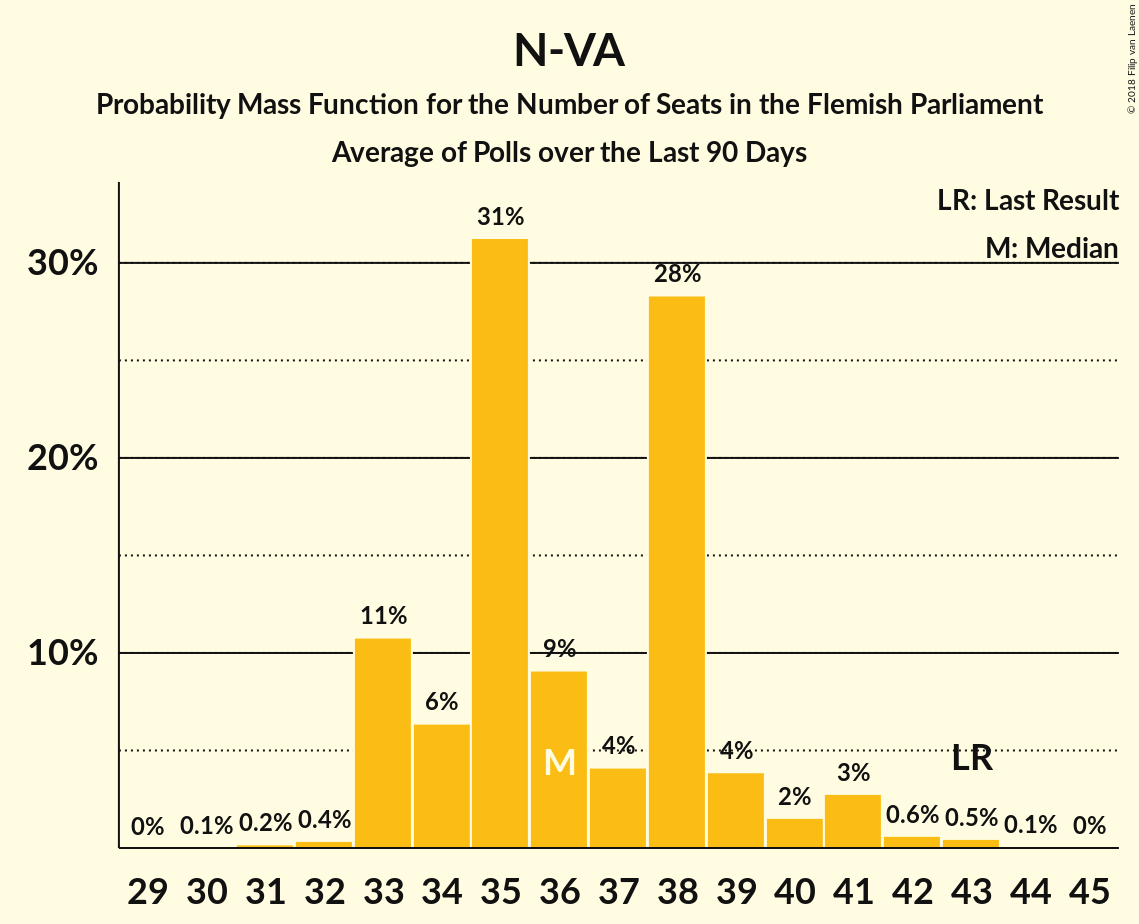 N-VA
Probability Mass Function for the Number of Seats in the Flemish Parliament
Average of Polls over the Last 90 Days
© 2018 Filip van Laenen
LR: Last Result
M: Median
30%
20%
10%
0%
0.1%
0.2%
0.4%
11%
6%
31%
9%
4%
28%
4%
2%
3%
0.6%
0.5%
0.1%
0%
M
LR
29 30 31 32 33 34 35 36 37 38 39 40 41 42 43 44 45